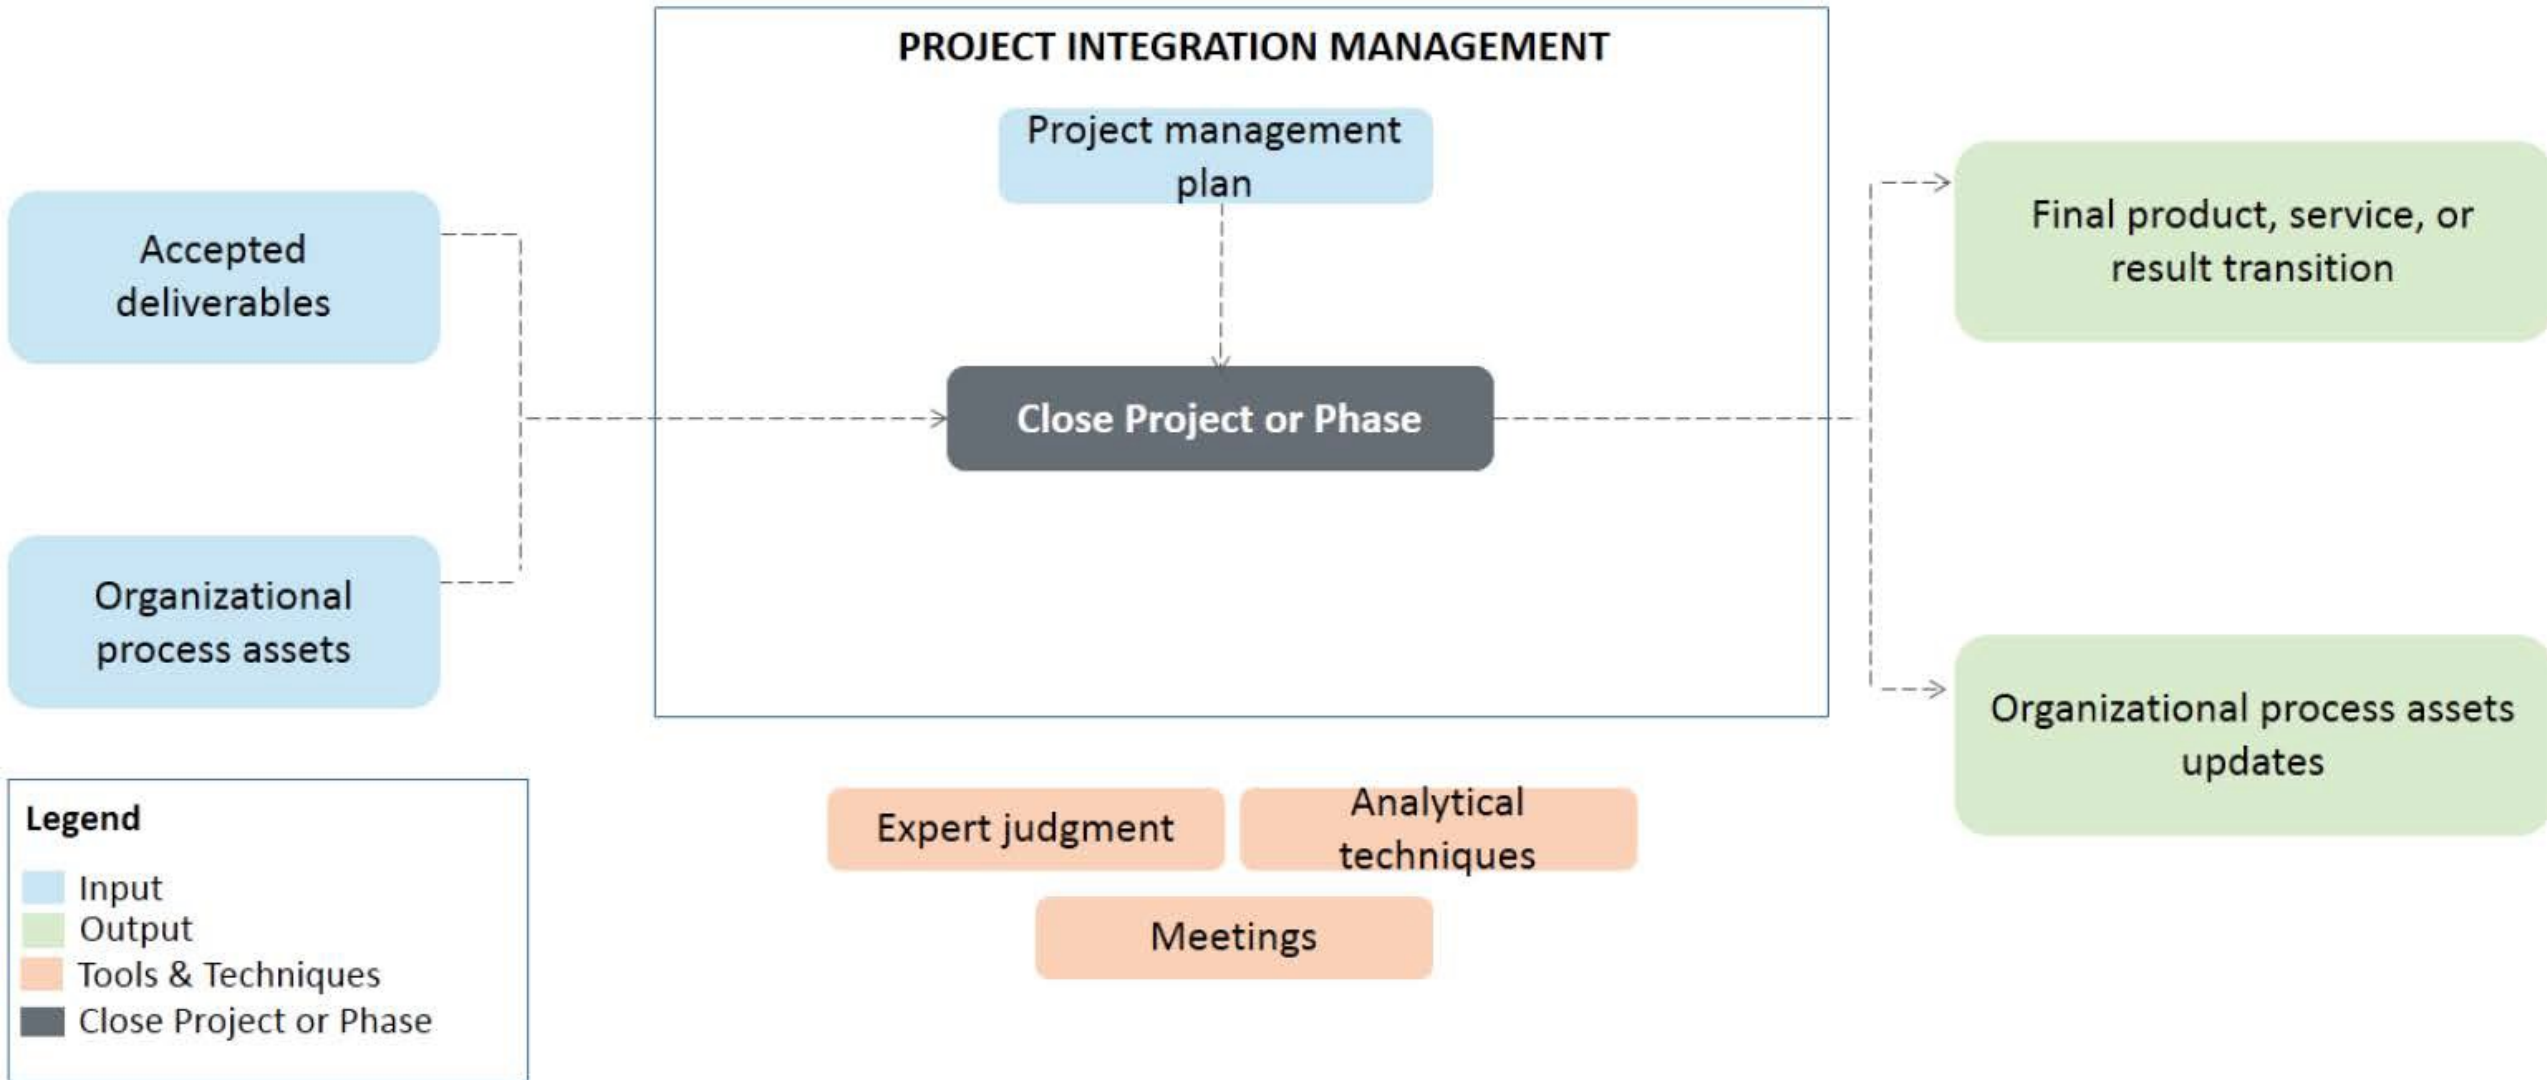 PROJECT INTEGRATION MANAGEMENT
Project management
plan
Accepted
deliverables
Final product, service, or
result transition
Close Project or Phase
Organizational
process assets
Organizational process assets
updates
Expert judgment
Analytical
techniques
Meetings
Legend
Input
Output
Tools & Techniques
Close Project or Phase